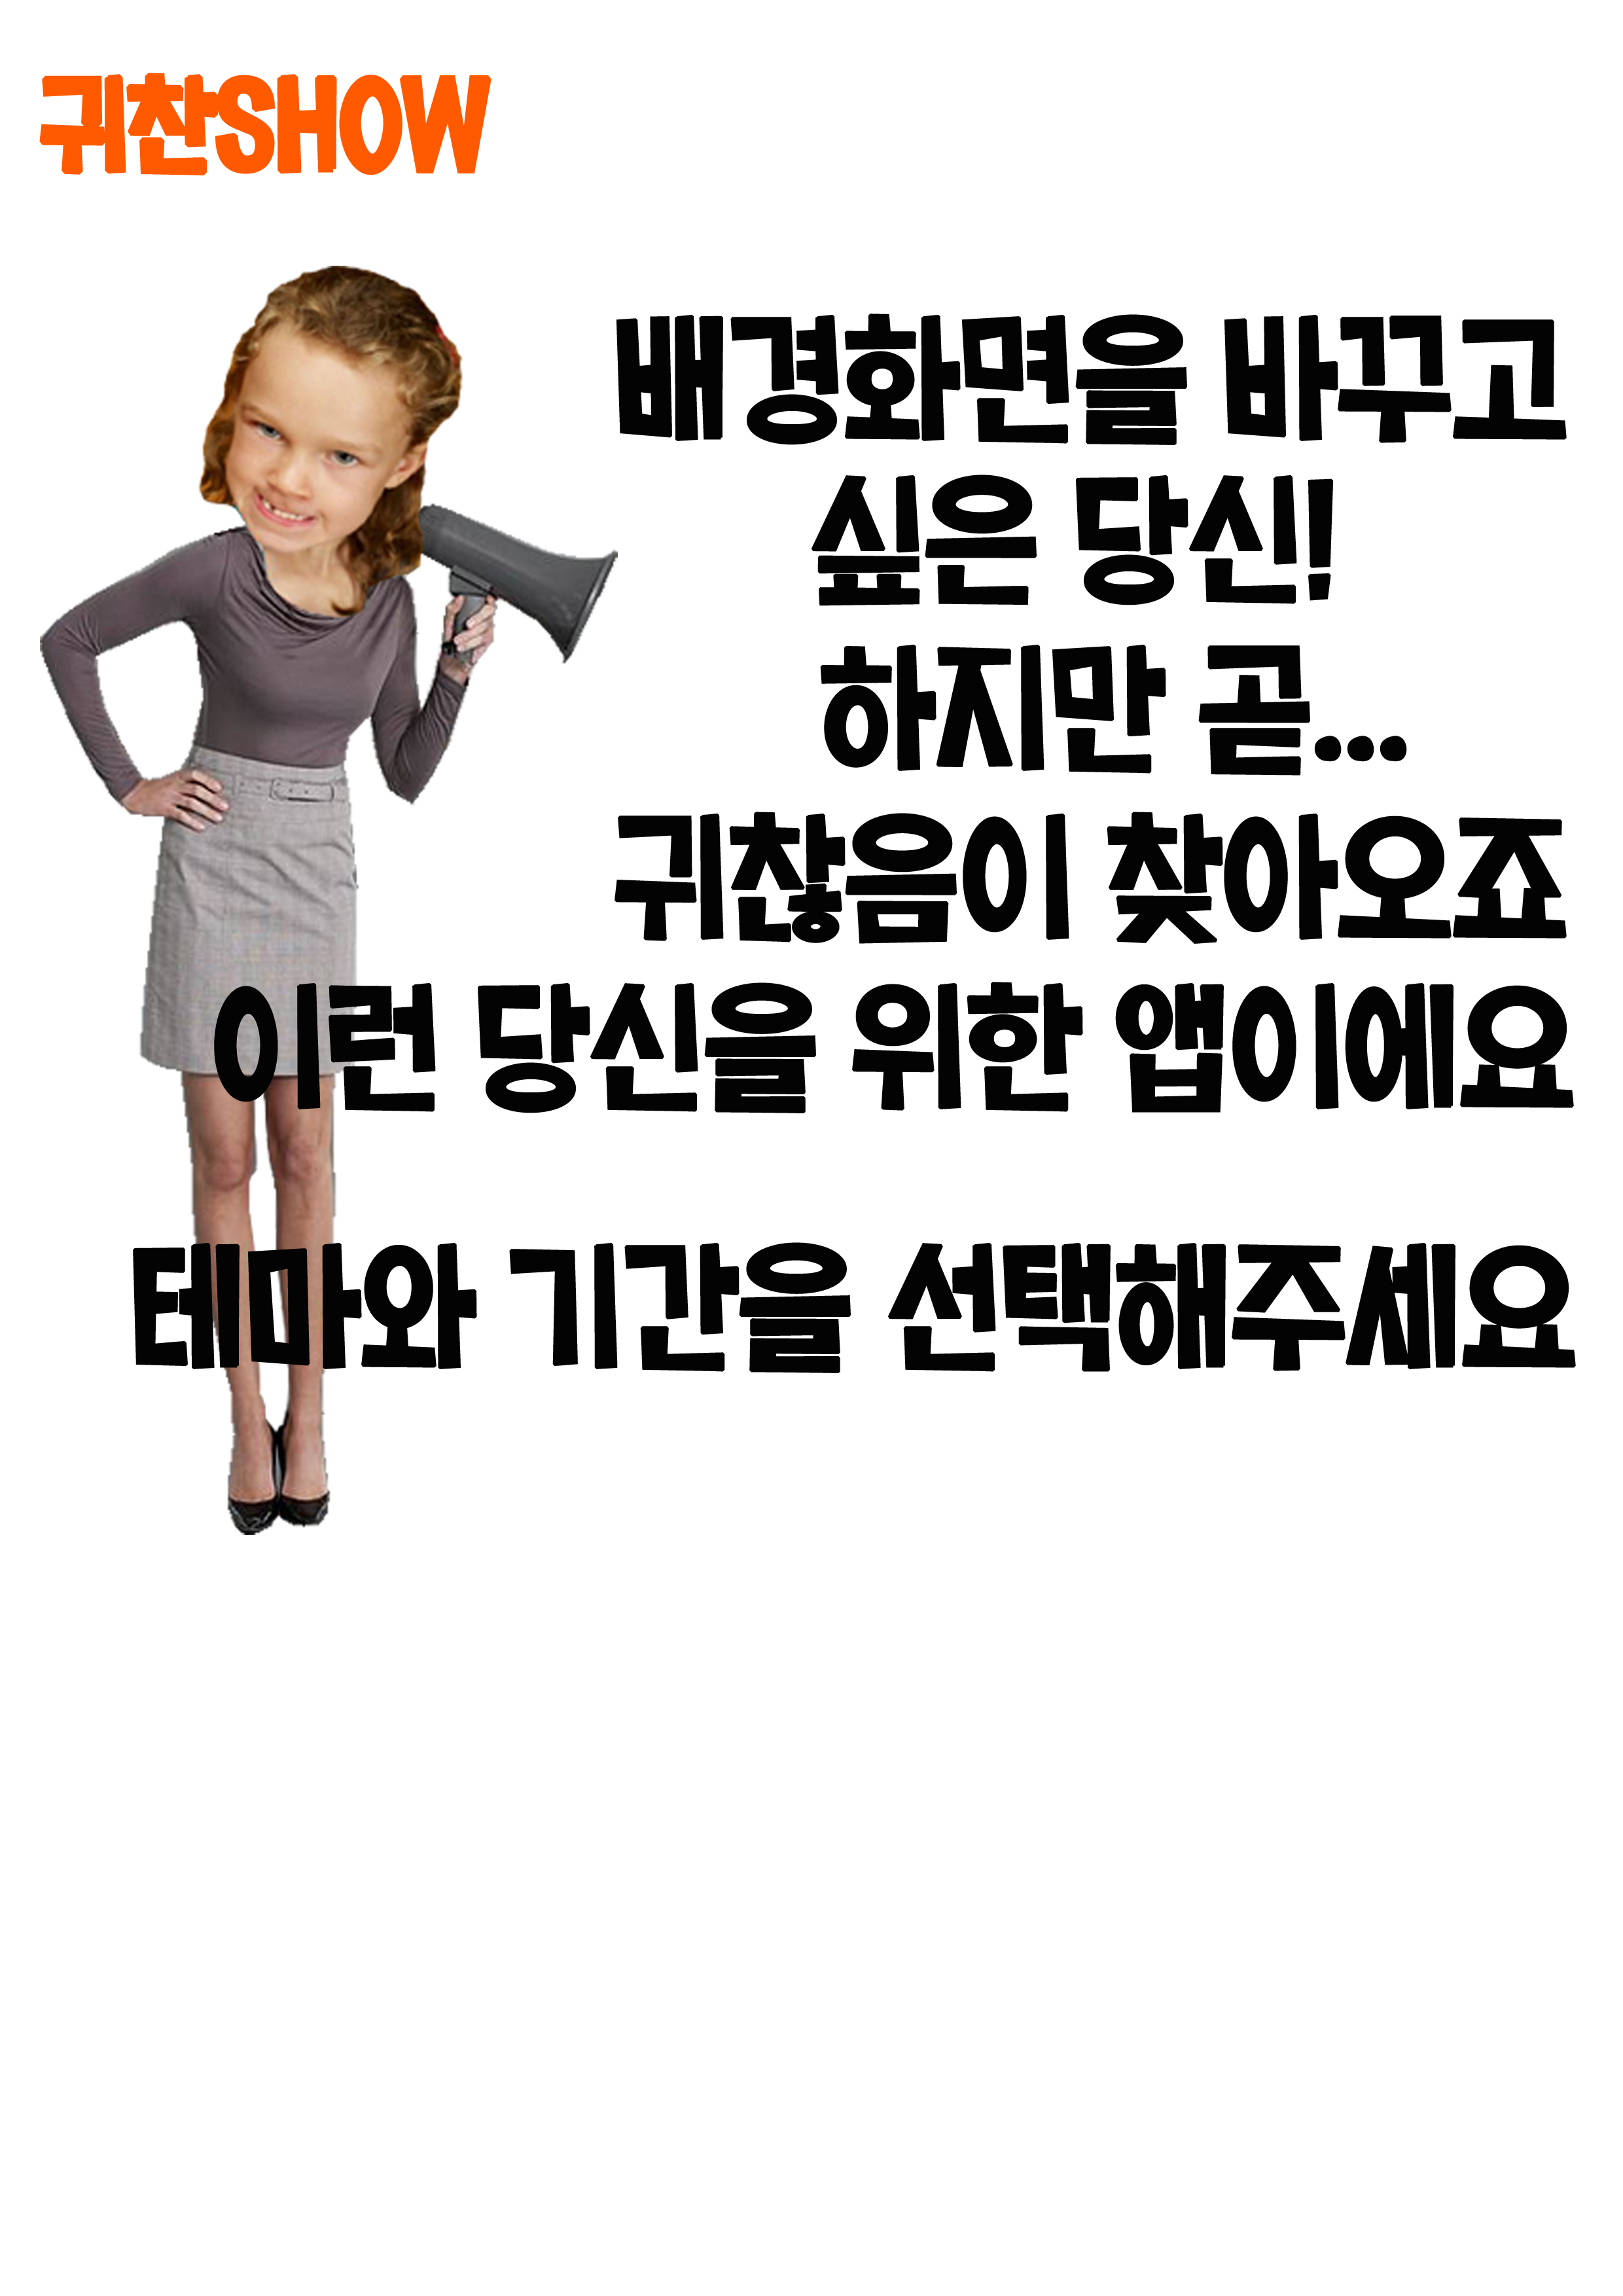 귀찬SHOW
배경화면을 바꾸고
싶은 당신!
하지만 곧...
귀찮음이 찾아오죠
이런 당신을 위한 앱이에요
테마와 기간을 선택해주세요